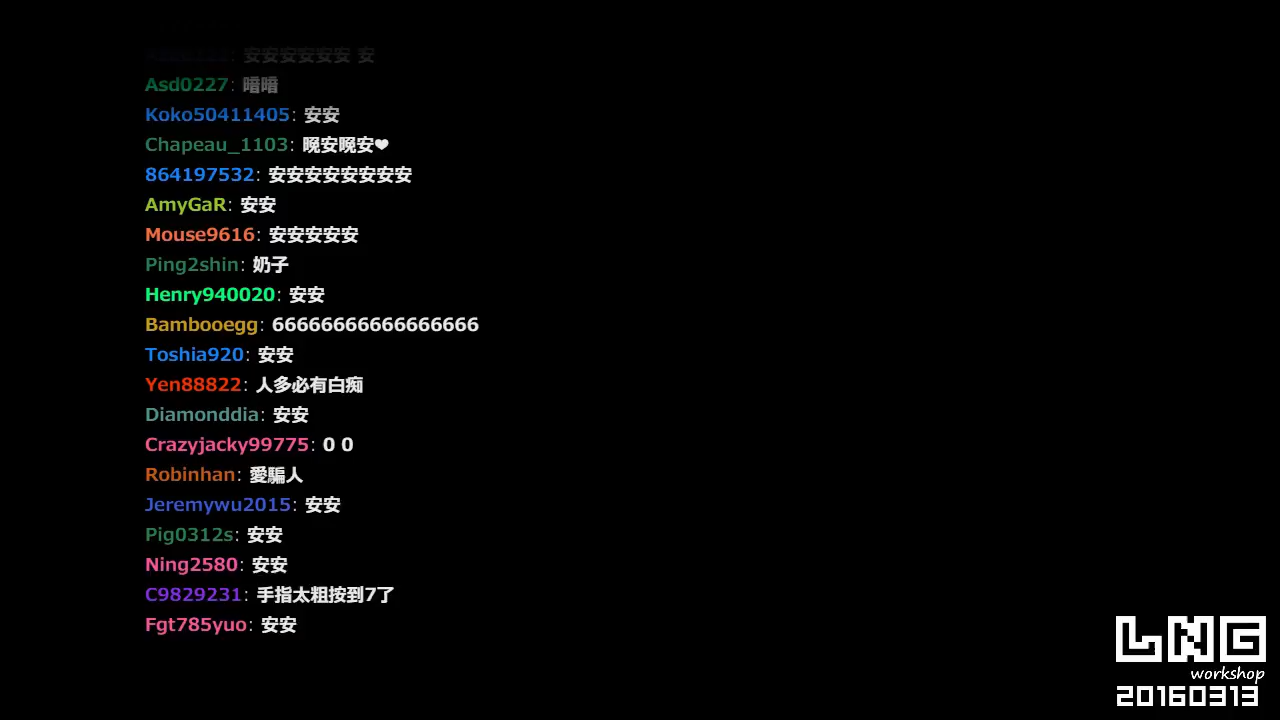 安安安安安安 安
Asd0227: 唶唶
Koko50411405: 安安
Chapeau_1103: 晚安晚安❤
864197532: 安安安安安安安安
AmyGaR: 安安
Mouse9616: 安安安安安
Ping2shin: 奶子
Henry940020: 安安
Bambooegg: 66666666666666666
Toshia920: 安安
Yen88822: 人多必有白痴
Diamonddia: 安安
Crazyjacky99775: 0 0
Robinhan: 愛騙人
Jeremywu2015: 安安
Pig0312s: 安安
Ning2580: 安安
C9829231: 手指太粗按到7了
Fgt785yuo: 安安
LNG
workshop
20160313